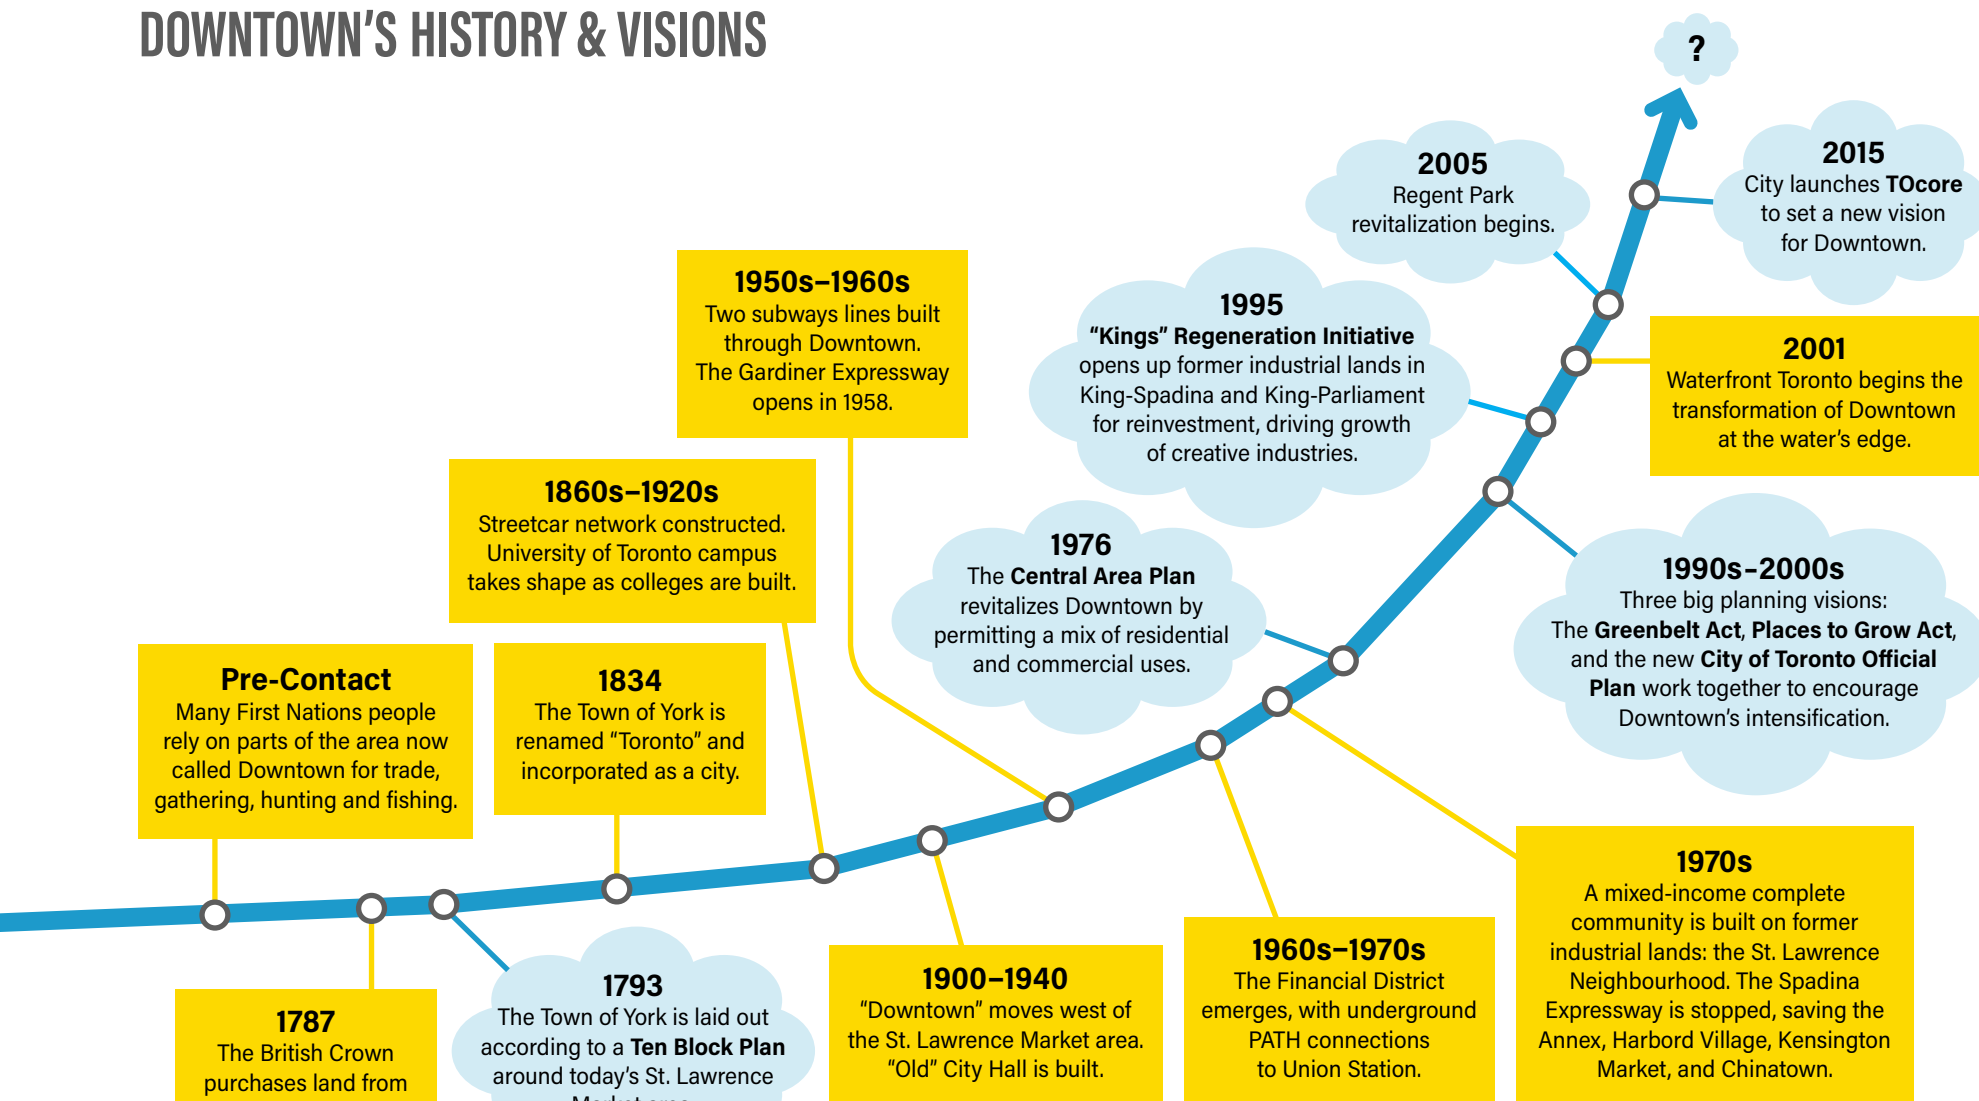 DOWNTOWN'S HISTORY & VISIONS
Pre-Contact
Many First Nations people
rely on parts of the area now
called Downtown for trade,
gathering, hunting and fishing.
1787
The British Crown
purchases land from
1793
The Town of York is laid out
according to a Ten Block Plan
around today's St. Lawrence
Market area
1834
The Town of York is
renamed “Toronto” and
incorporated as a city.
1860s–1920s
Streetcar network constructed.
University of Toronto campus
takes shape as colleges are built.
1900–1940
“Downtown” moves west of
the St. Lawrence Market area.
“Old” City Hall is built.
1950s–1960s
Two subways lines built
through Downtown.
The Gardiner Expressway
opens in 1958.
1960s–1970s
The Financial District
emerges, with underground
PATH connections
to Union Station.
1970s
A mixed-income complete
community is built on former
industrial lands: the St. Lawrence
Neighbourhood. The Spadina
Expressway is stopped, saving the
Annex, Harbord Village, Kensington
Market, and Chinatown.
1976
The Central Area Plan
revitalizes Downtown by
permitting a mix of residential
and commercial uses.
1990s–2000s
Three big planning visions:
The Greenbelt Act, Places to Grow Act,
and the new City of Toronto Official
Plan work together to encourage
Downtown's intensification.
1995
“Kings” Regeneration Initiative
opens up former industrial lands in
King-Spadina and King-Parliament
for reinvestment, driving growth
of creative industries.
2001
Waterfront Toronto begins the
transformation of Downtown
at the water's edge.
2005
Regent Park
revitalization begins.
2015
City launches TOcore
to set a new vision
for Downtown.
?